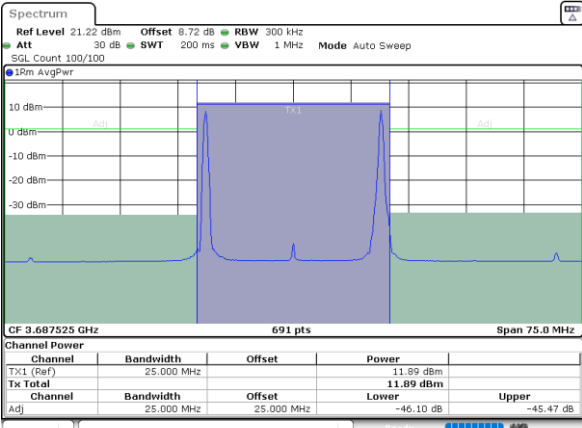 Spectrum
Ref Level 21.22 dBm Offset 8.72 dB RBW 300 kHz
Att 30 dB SWT 200 ms VBW 1 MHz Mode Auto Sweep
SGL Count 100/100
1Rm AvgPwr
10 dBm
TX1
Adj Adj
0 dBm
-10 dBm
-20 dBm
-30 dBm
CF 3.687525 GHz 691 pts Span 75.0 MHz
Channel Power
Channel Bandwidth Offset Power
TX1 (Ref) 25.000 MHz 11.89 dBm
Tx Total 11.89 dBm
Channel Bandwidth Offset Lower Upper
Adj 25.000 MHz 25.000 MHz -46.10 dB -45.47 dB